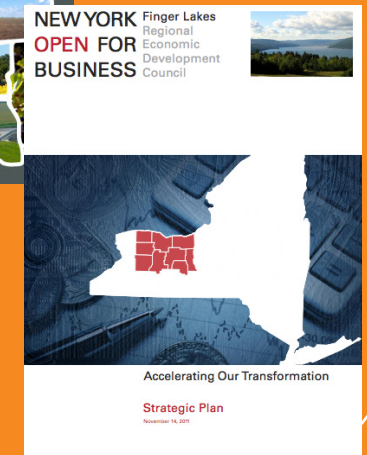 NEW YORK
OPEN FOR
BUSINESS
Finger Lakes
Regional
Economic
Development
Council
Accelerating Our Transformation
Strategic Plan
November 14, 2011